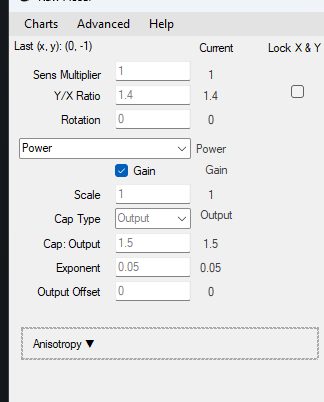 Charts Advanced Help
Last (x, y): (0, -1) Current Lock X & Y
Sens Multiplier 1 1
Y/X Ratio 1.4 1.4
Rotation 0 0
Power Power
Gain Gain
Scale 1 1
Cap Type Output Output
Cap: Output 1.5 1.5
Exponent 0.05 0.05
Output Offset 0 0
Anisotropy ▼